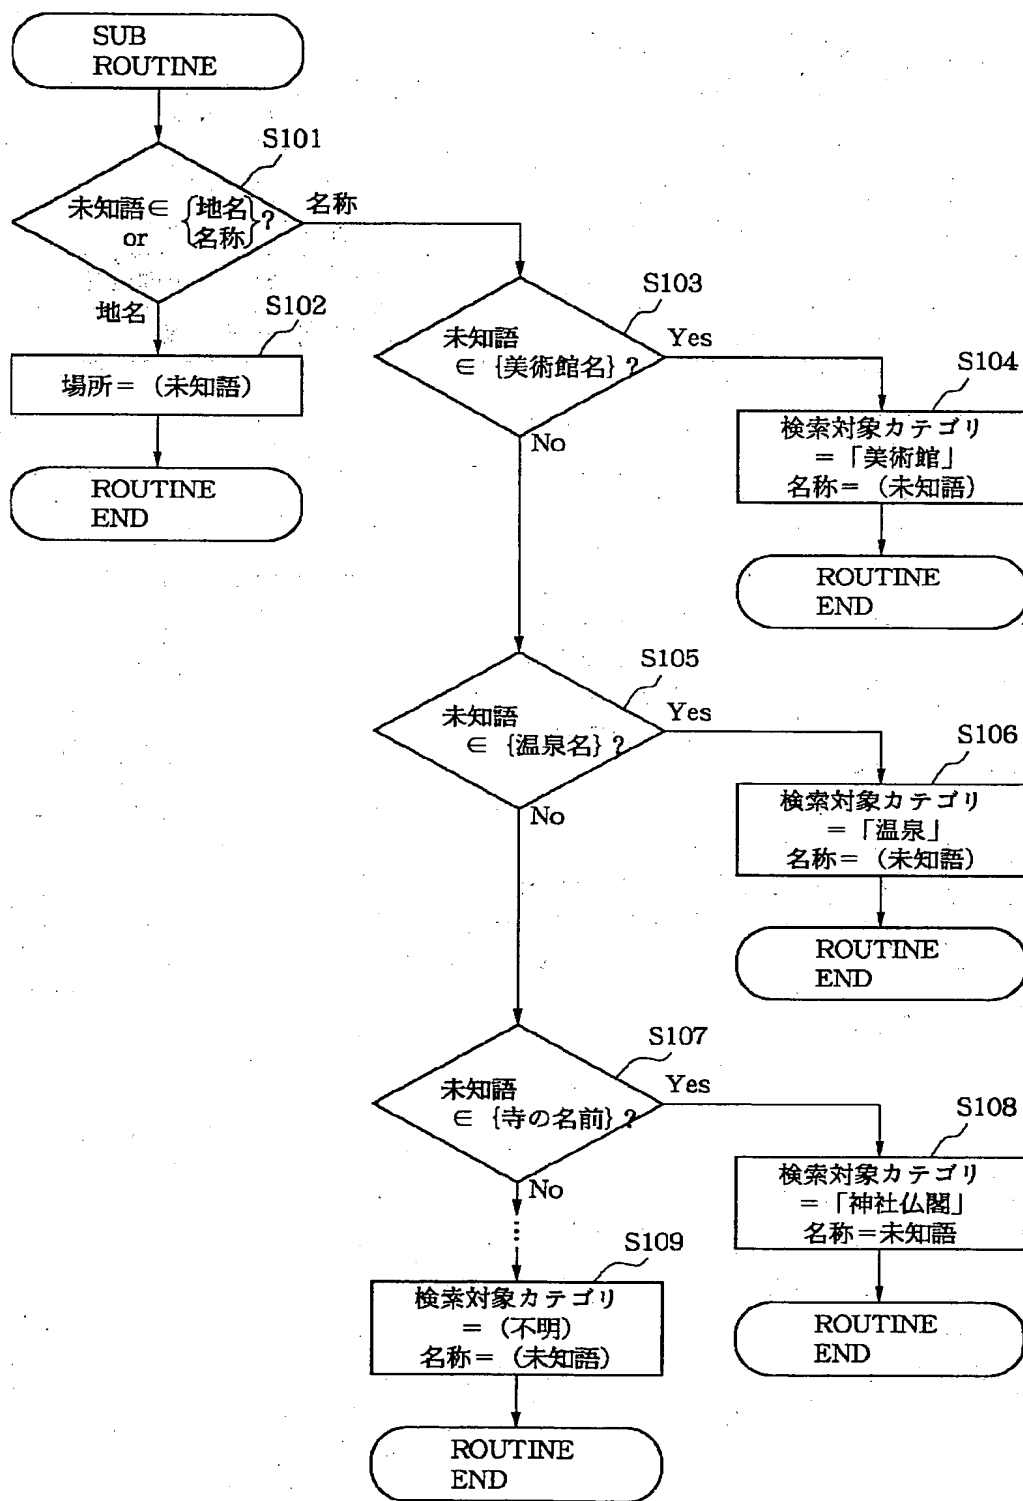 SUB
ROUTINE
S101
未知語∈ {地名
or 名称}?
名称
地名
S102
場所=(未知語)
ROUTINE
END
S103
未知語
∈ {美術館名}?
Yes
No
S104
検索対象カテゴリ
=「美術館」
名称=(未知語)
ROUTINE
END
S105
未知語
∈ {温泉名}?
Yes
No
S106
検索対象カテゴリ
=「温泉」
名称=(未知語)
ROUTINE
END
S107
未知語
∈ {寺の名前}?
Yes
No
S108
検索対象カテゴリ
=「神社仏閣」
名称=未知語
ROUTINE
END
S109
検索対象カテゴリ
=(不明)
名称=(未知語)
ROUTINE
END